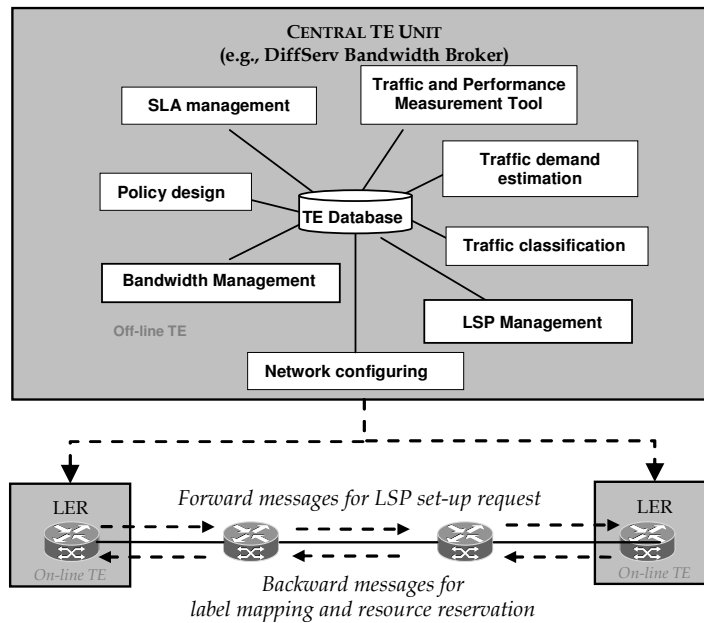 CENTRAL TE UNIT
(e.g., DiffServ Bandwidth Broker)
SLA management
Traffic and Performance
Measurement Tool
Traffic demand
estimation
Policy design
TE Database
Traffic classification
Bandwidth Management
LSP Management
Off-line TE
Network configuring
LER
Forward messages for LSP set-up request
LER
On-line TE
On-line TE
Backward messages for
label mapping and resource reservation